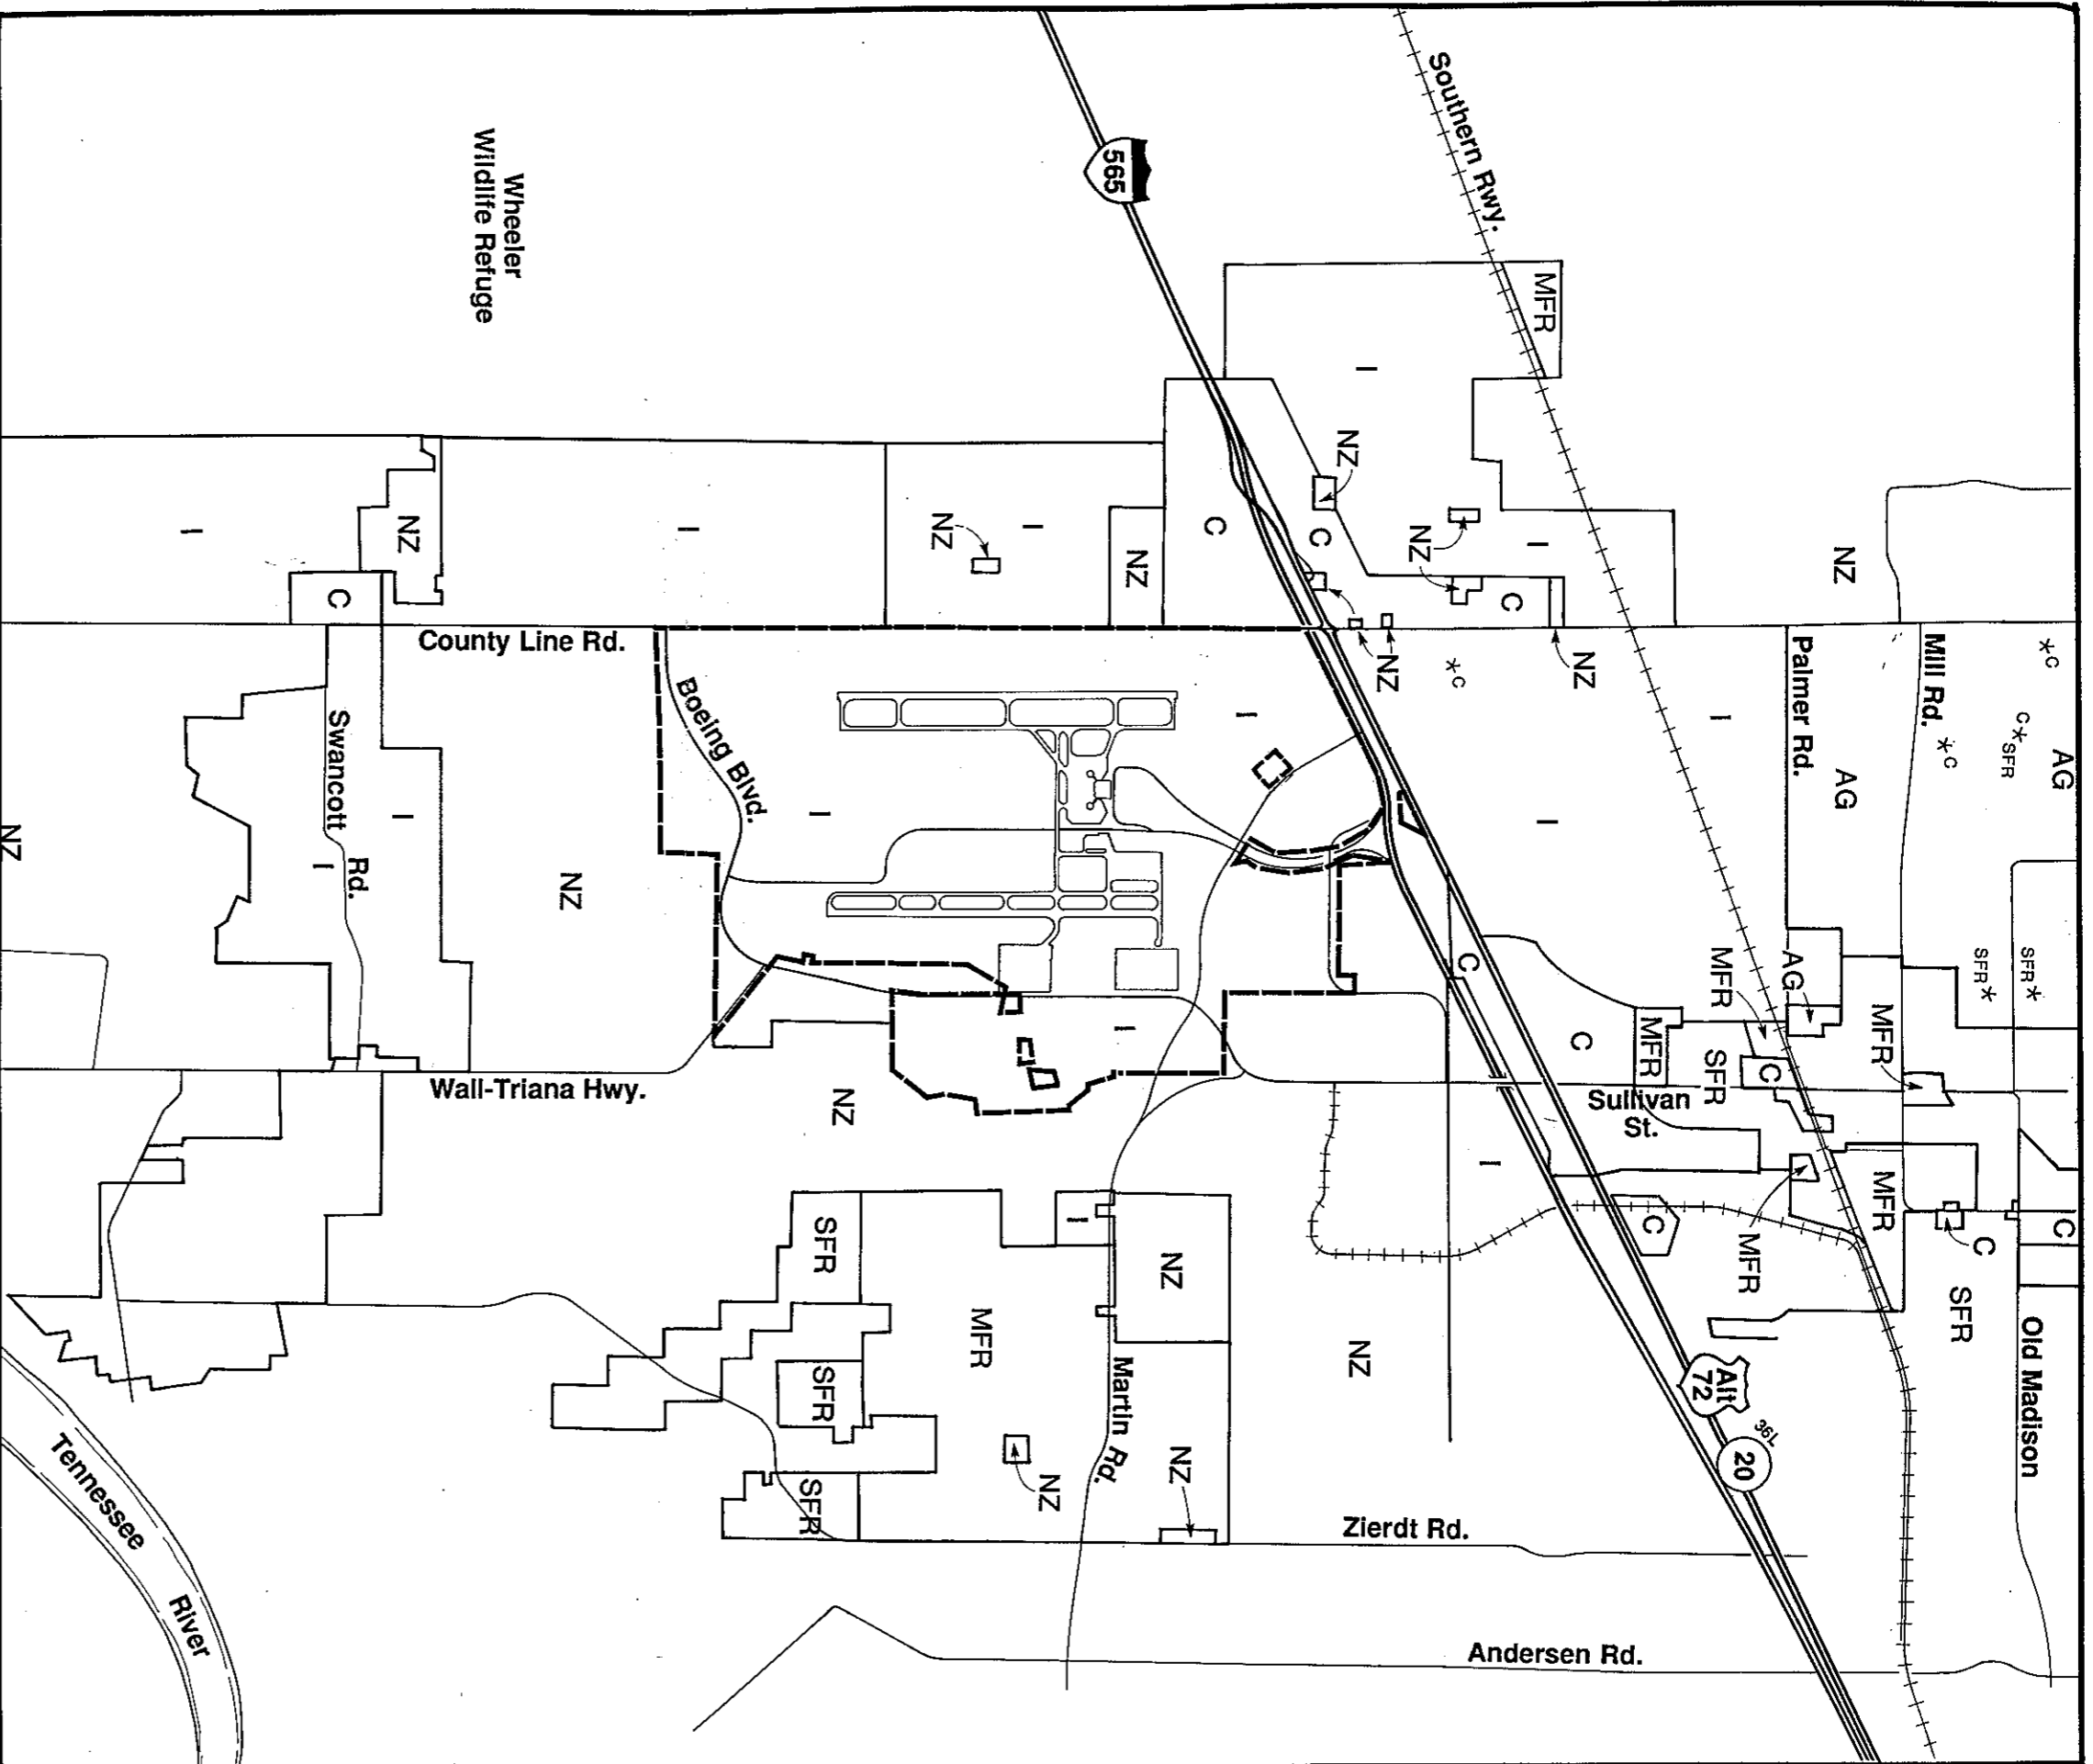 Southern Rwy.
565
Wheeler
Wildlife Refuge
MFR
I
NZ
C
C
NZ
I
NZ
NZ
I
NZ
I
NZ
I
C
NZ
C
NZ
NZ
County Line Rd.
Palmer Rd.
Mill Rd.
*C
*C
*C
C*SFR
AG
AG
I
I
I
I
Boeing Blvd.
Swancott
Rd.
I
I
NZ
NZ
C
MFR
AG
SFR*
SFR*
MFR
MFR
SFR
C
C
I
Wall-Triana Hwy.
NZ
Sullivan
St.
I
MFR
MFR
C
C
C
SFR
I
NZ
SFR
MFR
SFR
NZ
SFR
NZ
NZ
Martin Rd.
Alt
72
20
39L
Old Madison
Zierdt Rd.
Andersen Rd.
Tennessee
River